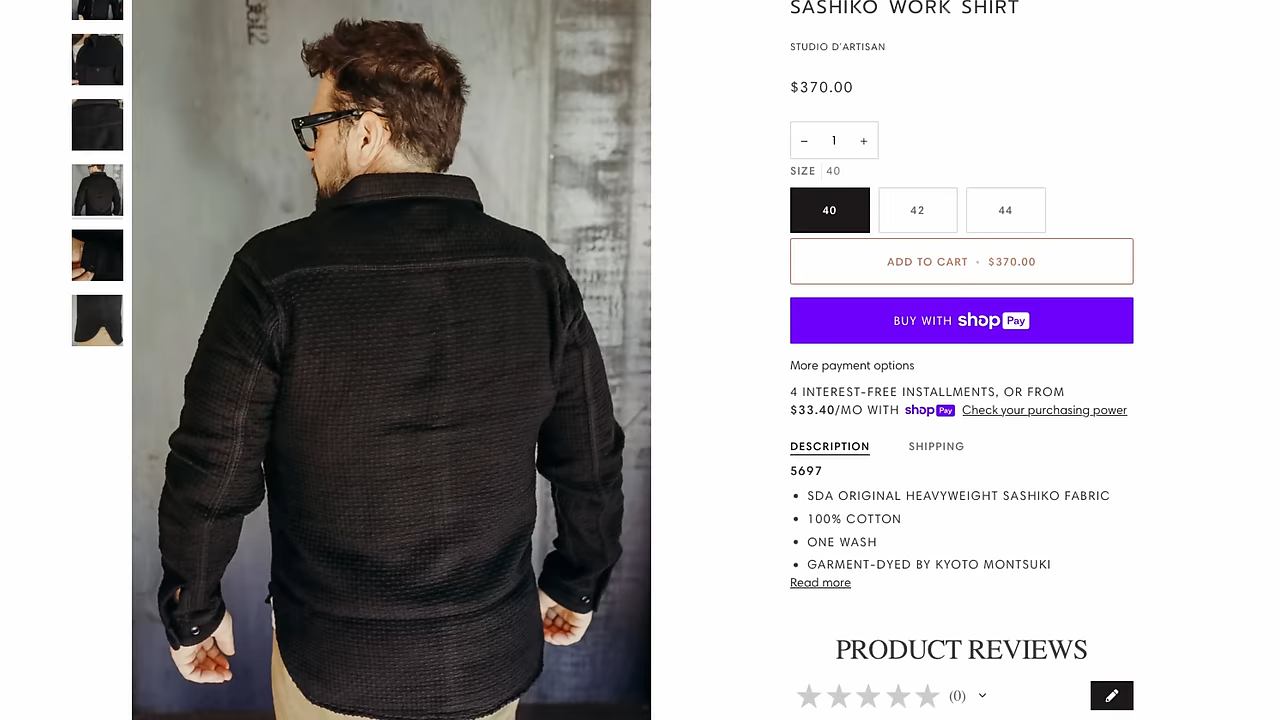 SASHIKO WORK SHIRT
STUDIO D'ARTISAN
$370.00
− 1 +
SIZE 40
40 42 44
ADD TO CART • $370.00
BUY WITH shop Pay
More payment options
4 INTEREST-FREE INSTALLMENTS, OR FROM
$33.40/MO WITH shop Pay Check your purchasing power
DESCRIPTION SHIPPING
5697
• SDA ORIGINAL HEAVYWEIGHT SASHIKO FABRIC
• 100% COTTON
• ONE WASH
• GARMENT-DYED BY KYOTO MONTSUKI
Read more
PRODUCT REVIEWS
(0)